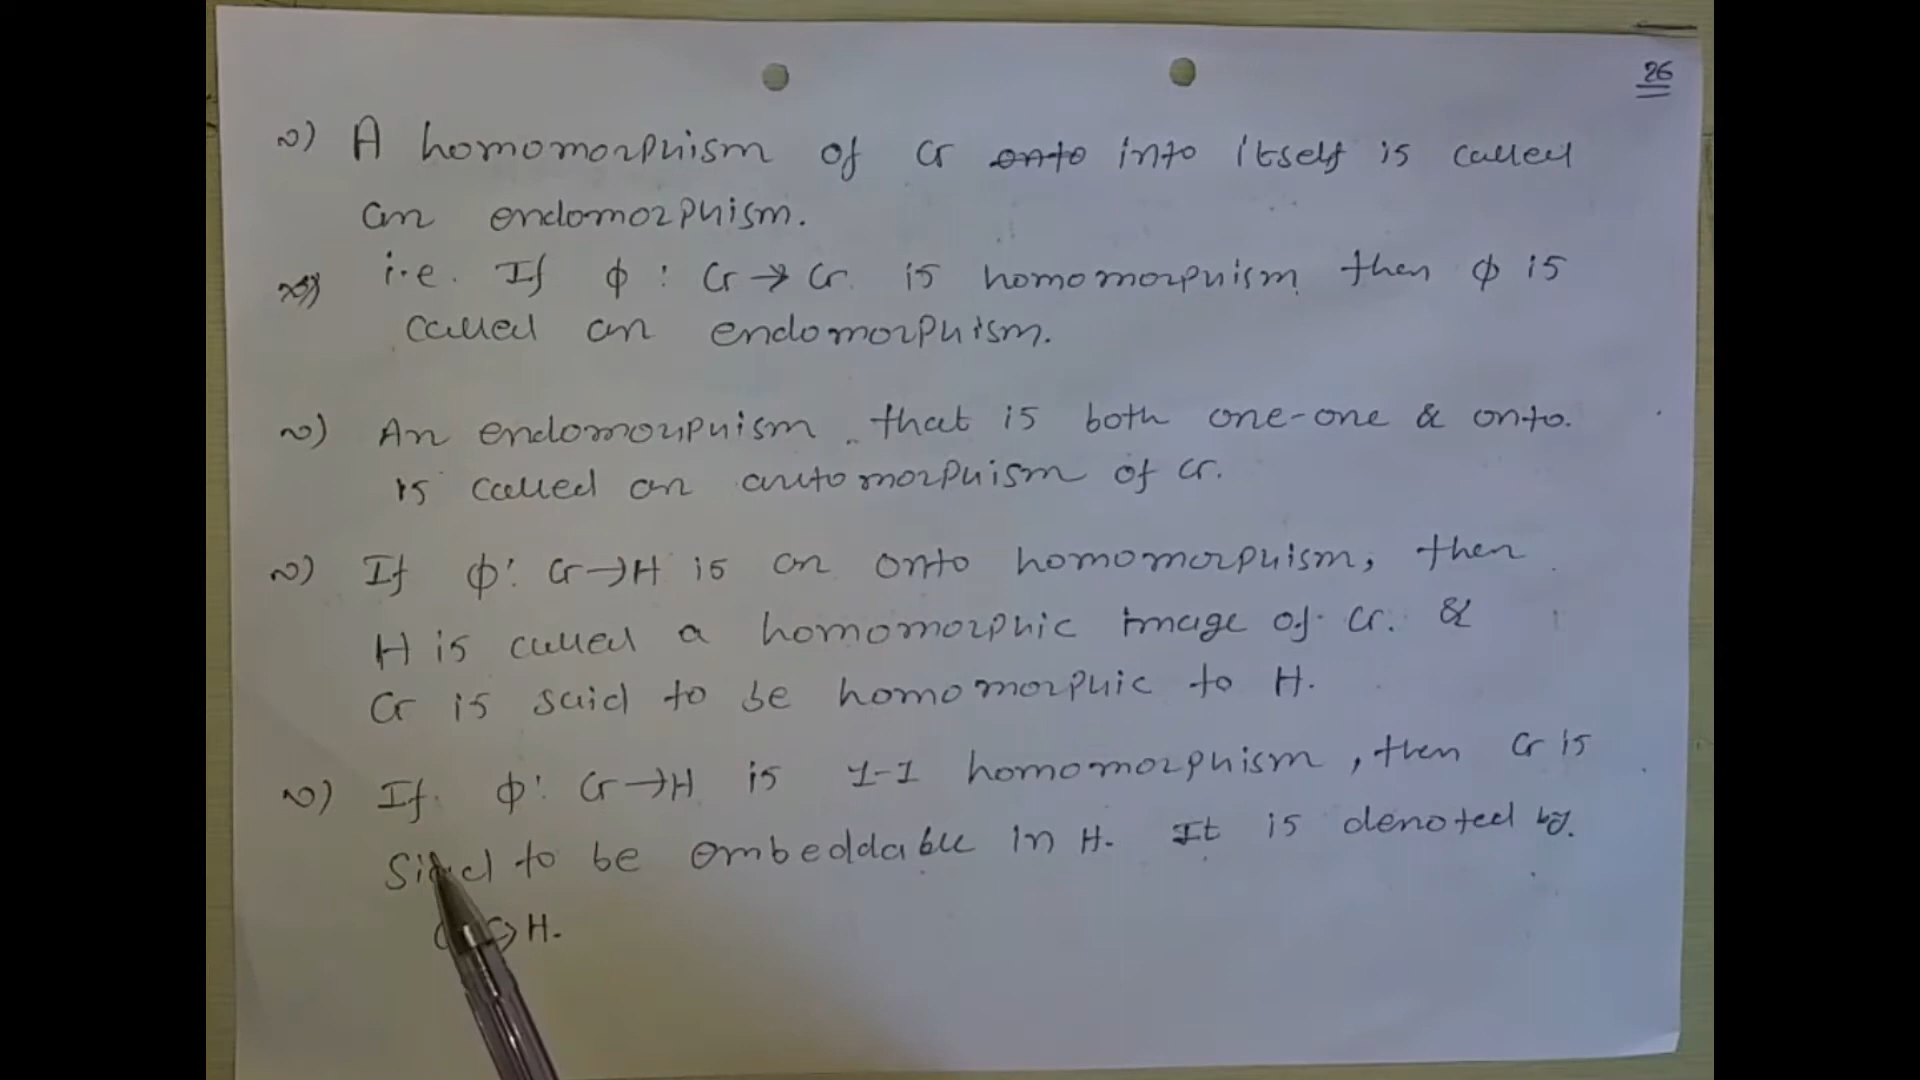 26
~) A homomorphism of G onto into itself is called
an endomorphism.
i.e. If φ : G → G is homomorphism then φ is
called an endomorphism.
~) An endomorphism that is both one-one & onto.
is called an automorphism of G.
~) If φ: G→H is an onto homomorphism, then
H is called a homomorphic image of G. &
G is said to be homomorphic to H.
~) If φ: G→H is 1-1 homomorphism, then G is
to be embeddable in H. It is denoted by.
H.